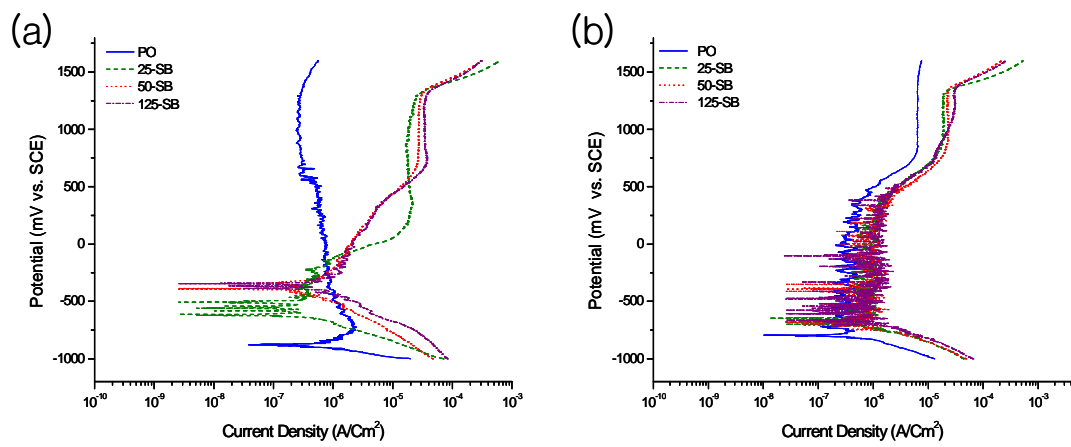 (a)
PO
25-SB
50-SB
125-SB
1500
1000
500
0
-500
-1000
Potential (mV vs. SCE)
10^-10
10^-9
10^-8
10^-7
10^-6
10^-5
10^-4
10^-3
Current Density (A/Cm²)
(b)
PO
25-SB
50-SB
125-SB
1500
1000
500
0
-500
-1000
Potential (mV vs. SCE)
10^-10
10^-9
10^-8
10^-7
10^-6
10^-5
10^-4
10^-3
Current Density (A/Cm²)